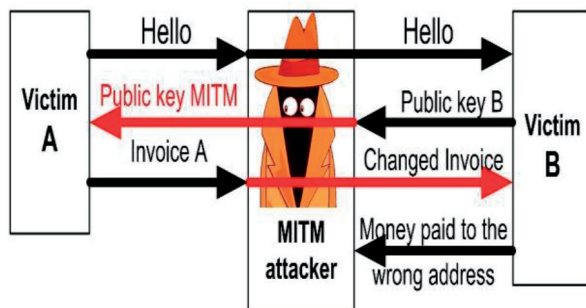 Hello
Hello
Victim
A
Public key MITM
Public key B
Victim
B
Invoice A
Changed Invoice
MITM
attacker
Money paid to the
wrong address